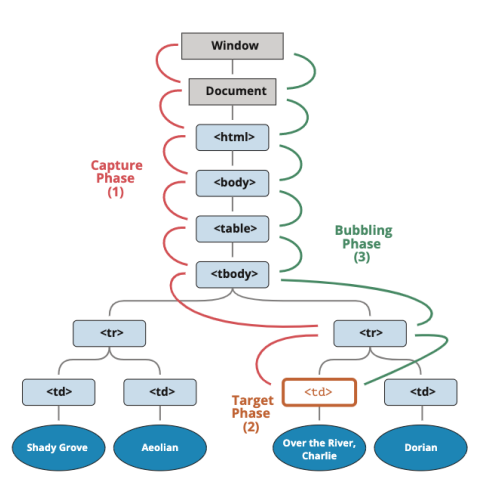 Window
Document
<html>
Capture
Phase
(1)
<body>
<table>
Bubbling
Phase
(3)
<tbody>
<tr>
<tr>
<td>
<td>
Target
Phase
(2)
<td>
<td>
Shady Grove
Aeolian
Over the River,
Charlie
Dorian